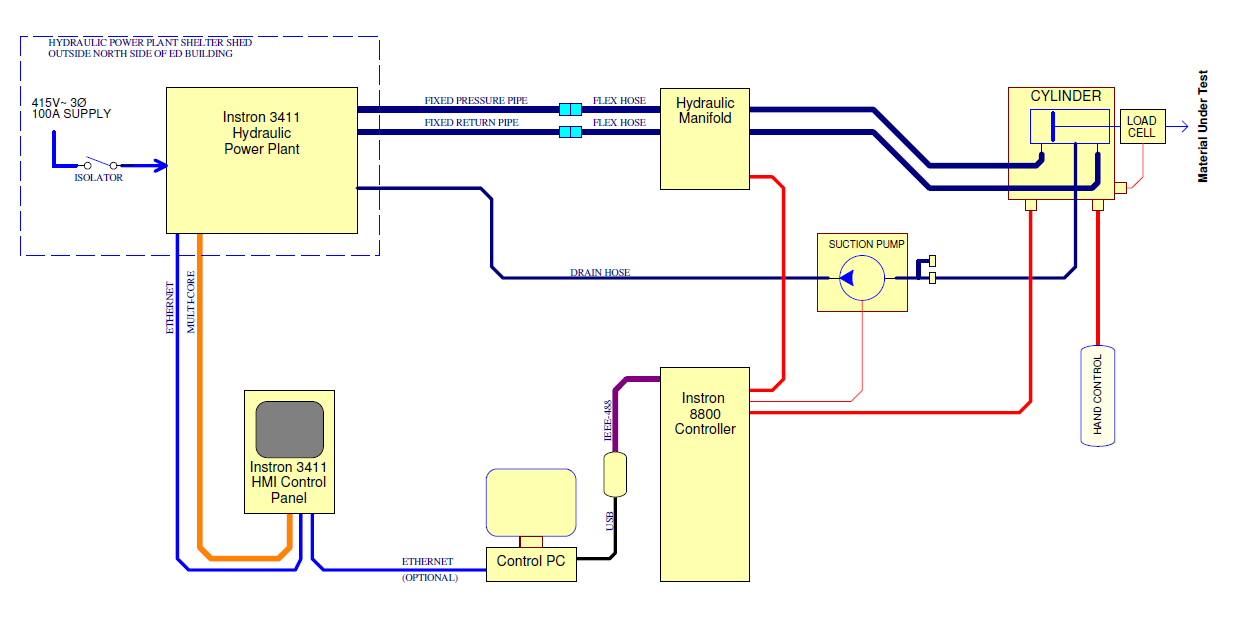 HYDRAULIC POWER PLANT SHELTER SHED
OUTSIDE NORTH SIDE OF ED BUILDING
415V~ 3Ø
100A SUPPLY
ISOLATOR
Instron 3411
Hydraulic
Power Plant
FIXED PRESSURE PIPE
FLEX HOSE
FIXED RETURN PIPE
FLEX HOSE
Hydraulic
Manifold
CYLINDER
LOAD
CELL
Material Under Test
SUCTION PUMP
DRAIN HOSE
ETHERNET
MULTI-CORE
HAND CONTROL
Instron 3411
HMI Control
Panel
IEEE-488
USB
Instron
8800
Controller
Control PC
ETHERNET
(OPTIONAL)